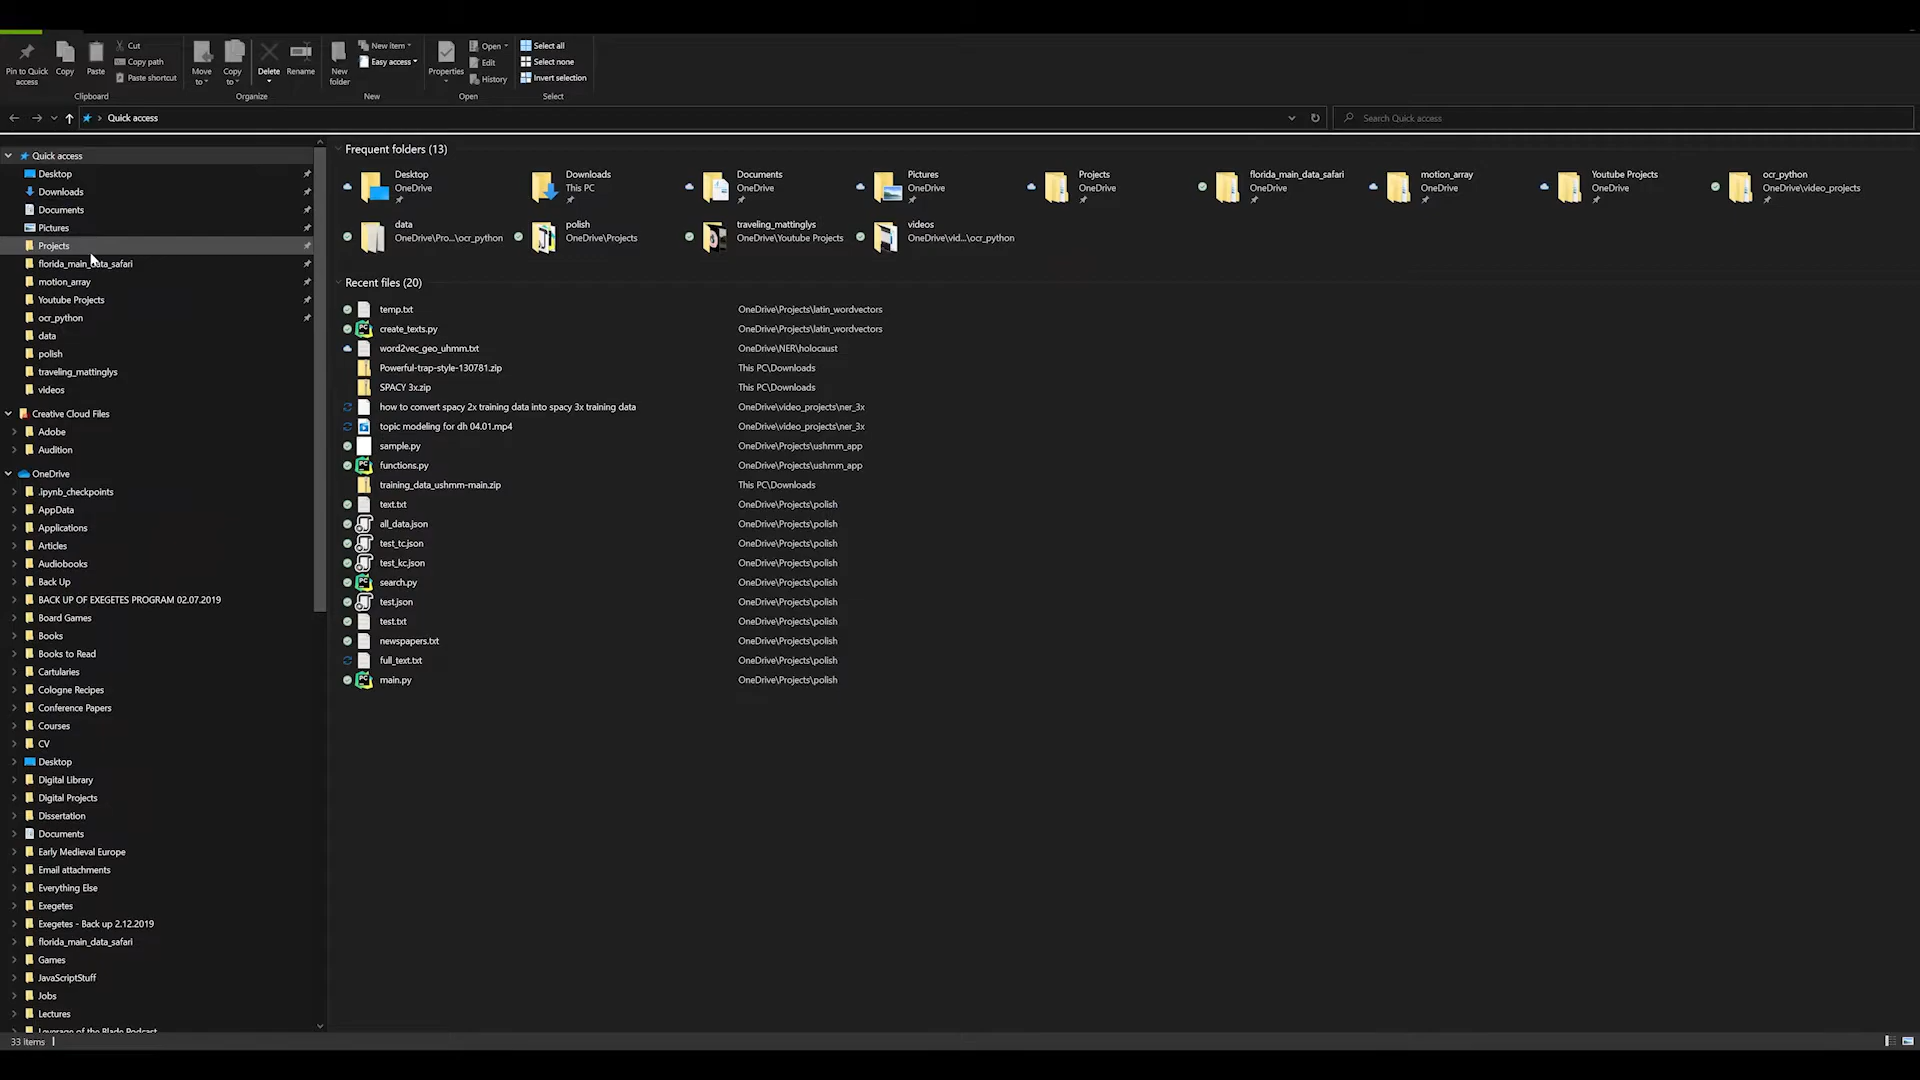 Pin to Quick access
Copy
Paste
Cut
Copy path
Paste shortcut
Clipboard
Move to
Copy to
Delete
Rename
Organize
New folder
New item
Easy access
New
Properties
Open
Edit
History
Open
Select all
Select none
Invert selection
Select
Quick access
Search Quick access
Quick access
Desktop
Downloads
Documents
Pictures
Projects
florida_main_data_safari
motion_array
Youtube Projects
ocr_python
data
polish
traveling_mattinglys
videos
Creative Cloud Files
Adobe
Audition
OneDrive
.ipynb_checkpoints
AppData
Applications
Articles
Audiobooks
Back Up
BACK UP OF EXEGETES PROGRAM 02.07.2019
Board Games
Books
Books to Read
Cartularies
Cologne Recipes
Conference Papers
Courses
CV
Desktop
Digital Library
Digital Projects
Dissertation
Documents
Early Medieval Europe
Email attachments
Everything Else
Exegetes
Exegetes - Back up 2.12.2019
florida_main_data_safari
Games
JavaScriptStuff
Jobs
Lectures
Leverage of the Blade Podcast
Frequent folders (13)
Desktop
OneDrive
Downloads
This PC
Documents
OneDrive
Pictures
OneDrive
Projects
OneDrive
florida_main_data_safari
OneDrive
motion_array
OneDrive
Youtube Projects
OneDrive
ocr_python
OneDrive\video_projects
data
OneDrive\Pro...\ocr_python
polish
OneDrive\Projects
traveling_mattinglys
OneDrive\Youtube Projects
videos
OneDrive\vid...\ocr_python
Recent files (20)
temp.txt OneDrive\Projects\latin_wordvectors
create_texts.py OneDrive\Projects\latin_wordvectors
word2vec_geo_uhmm.txt OneDrive\NER\holocaust
Powerful-trap-style-130781.zip This PC\Downloads
SPACY 3x.zip This PC\Downloads
how to convert spacy 2x training data into spacy 3x training data OneDrive\video_projects\ner_3x
topic modeling for dh 04.01.mp4 OneDrive\video_projects\ner_3x
sample.py OneDrive\Projects\ushmm_app
functions.py OneDrive\Projects\ushmm_app
training_data_ushmm-main.zip This PC\Downloads
text.txt OneDrive\Projects\polish
all_data.json OneDrive\Projects\polish
test_tc.json OneDrive\Projects\polish
test_kc.json OneDrive\Projects\polish
search.py OneDrive\Projects\polish
test.json OneDrive\Projects\polish
test.txt OneDrive\Projects\polish
newspapers.txt OneDrive\Projects\polish
full_text.txt OneDrive\Projects\polish
main.py OneDrive\Projects\polish
33 items